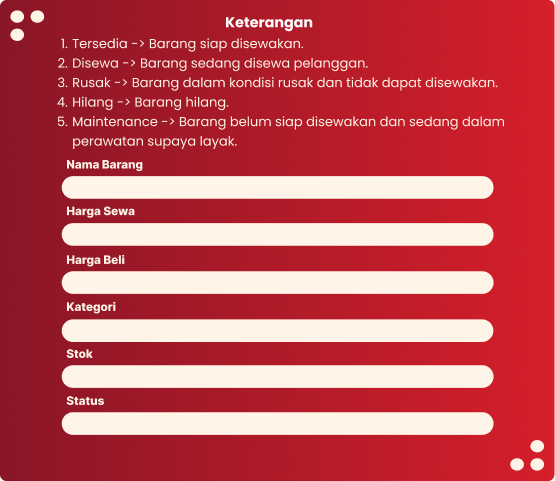 Keterangan
1. Tersedia -> Barang siap disewakan.
2. Disewa -> Barang sedang disewa pelanggan.
3. Rusak -> Barang dalam kondisi rusak dan tidak dapat disewakan.
4. Hilang -> Barang hilang.
5. Maintenance -> Barang belum siap disewakan dan sedang dalam
perawatan supaya layak.
Nama Barang
Harga Sewa
Harga Beli
Kategori
Stok
Status